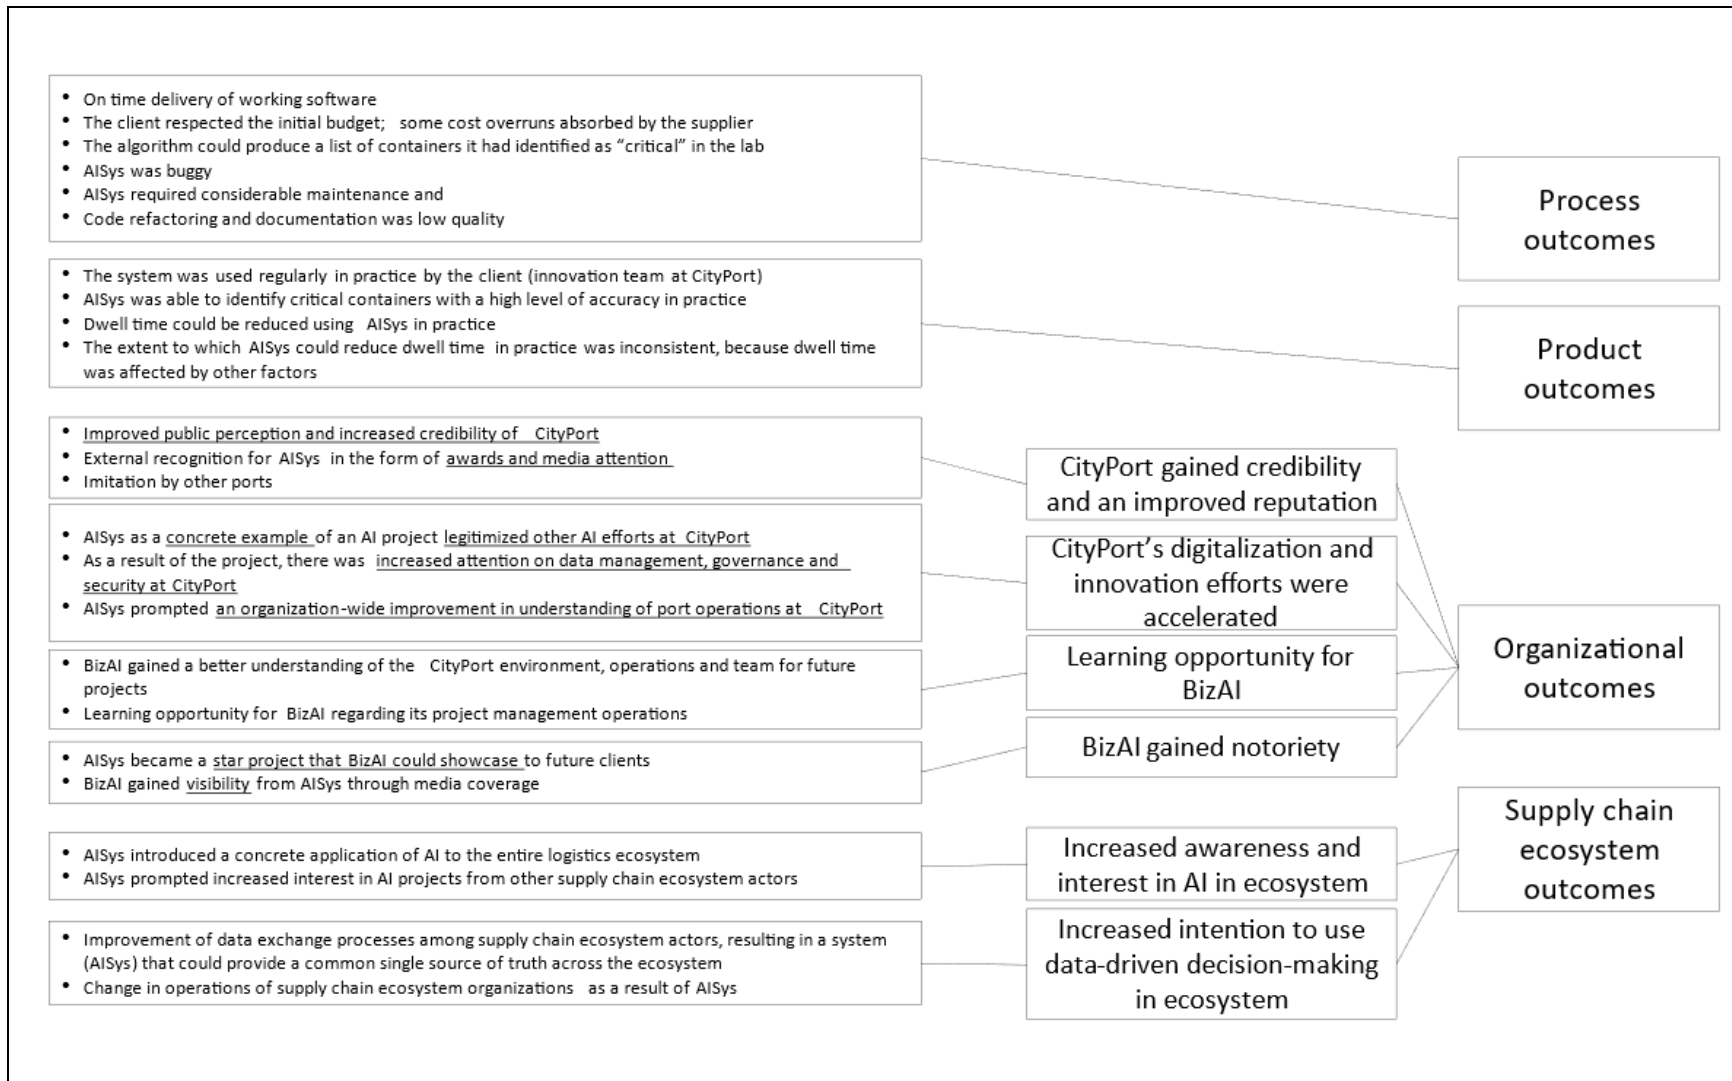 • On time delivery of working software
• The client respected the initial budget; some cost overruns absorbed by the supplier
• The algorithm could produce a list of containers it had identified as “critical” in the lab
• AISys was buggy
• AISys required considerable maintenance and
• Code refactoring and documentation was low quality
Process
outcomes
• The system was used regularly in practice by the client (innovation team at CityPort)
• AISys was able to identify critical containers with a high level of accuracy in practice
• Dwell time could be reduced using AISys in practice
• The extent to which AISys could reduce dwell time in practice was inconsistent, because dwell time
was affected by other factors
Product
outcomes
• Improved public perception and increased credibility of CityPort
• External recognition for AISys in the form of awards and media attention
• Imitation by other ports
CityPort gained credibility
and an improved reputation
• AISys as a concrete example of an AI project legitimized other AI efforts at CityPort
• As a result of the project, there was increased attention on data management, governance and
security at CityPort
• AISys prompted an organization-wide improvement in understanding of port operations at CityPort
CityPort’s digitalization and
innovation efforts were
accelerated
• BizAI gained a better understanding of the CityPort environment, operations and team for future
projects
• Learning opportunity for BizAI regarding its project management operations
Learning opportunity for
BizAI
• AISys became a star project that BizAI could showcase to future clients
• BizAI gained visibility from AISys through media coverage
BizAI gained notoriety
Organizational
outcomes
• AISys introduced a concrete application of AI to the entire logistics ecosystem
• AISys prompted increased interest in AI projects from other supply chain ecosystem actors
Increased awareness and
interest in AI in ecosystem
• Improvement of data exchange processes among supply chain ecosystem actors, resulting in a system
(AISys) that could provide a common single source of truth across the ecosystem
• Change in operations of supply chain ecosystem organizations as a result of AISys
Increased intention to use
data-driven decision-making
in ecosystem
Supply chain
ecosystem
outcomes